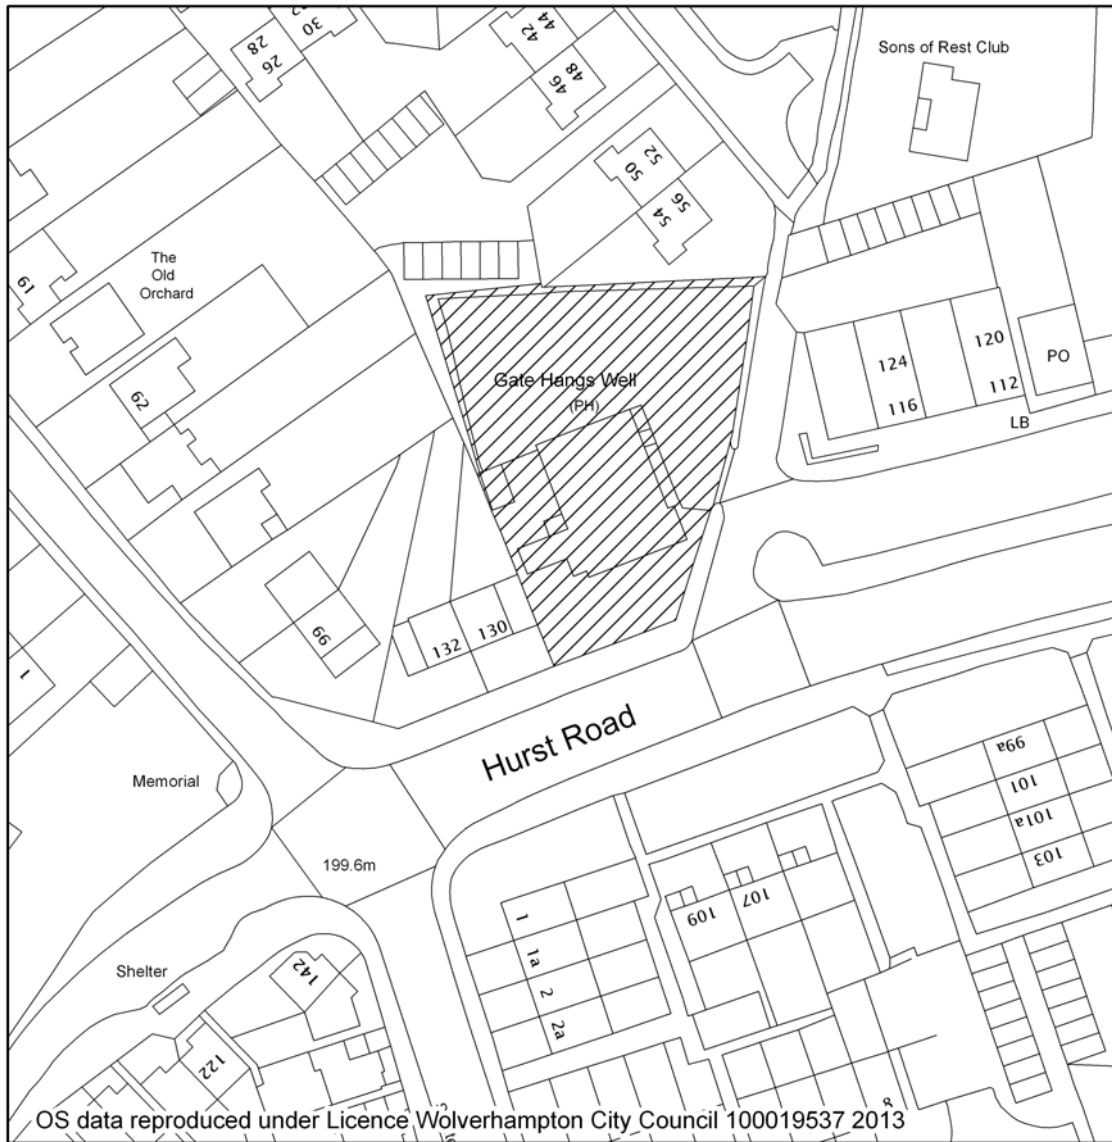 44
42
30
28
26
48
46
Sons of Rest Club
52
50
56
54
19
The
Old
Orchard
62
Gate Hangs Well
(PH)
120
124
112
116
PO
LB
66
132
130
1
Hurst Road
Memorial
199.6m
99a
101
101a
103
1
1a
2
2a
109
107
Shelter
142
122
OS data reproduced under Licence Wolverhampton City Council 100019537 2013